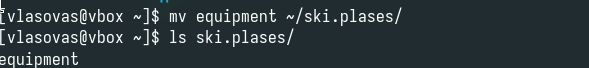 [vlasovas@vbox ~]$ mv equipment ~/ski.plases/
[vlasovas@vbox ~]$ ls ski.plases/
equipment